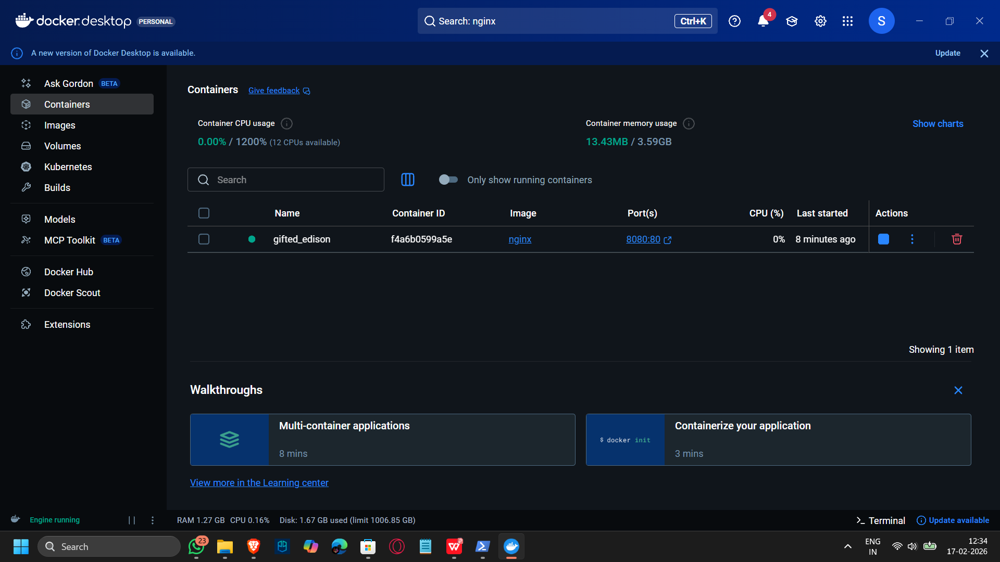 docker desktop PERSONAL
Search: nginx Ctrl+K
4
S
A new version of Docker Desktop is available.
Update
Ask Gordon BETA
Containers
Images
Volumes
Kubernetes
Builds
Models
MCP Toolkit BETA
Docker Hub
Docker Scout
Extensions
Containers Give feedback
Container CPU usage
0.00% / 1200% (12 CPUs available)
Container memory usage
13.43MB / 3.59GB
Show charts
Search
Only show running containers
Name Container ID Image Port(s) CPU (%) Last started Actions
gifted_edison f4a6b0599a5e nginx 8080:80 0% 8 minutes ago
Showing 1 item
Walkthroughs
Multi-container applications
8 mins
$ docker init
Containerize your application
3 mins
View more in the Learning center
Engine running
RAM 1.27 GB CPU 0.16% Disk: 1.67 GB used (limit 1006.85 GB)
Terminal
Update available
Search
23
ENG
IN
12:34
17-02-2026